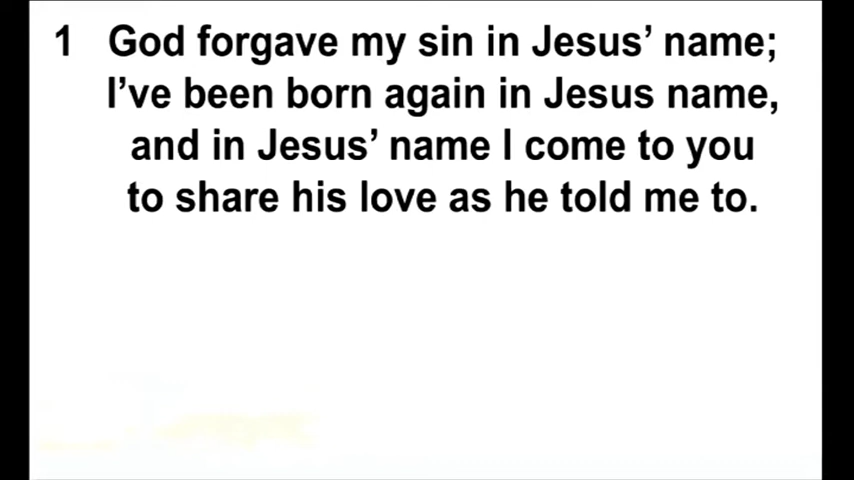 1 God forgave my sin in Jesus’ name;
I’ve been born again in Jesus name,
and in Jesus’ name I come to you
to share his love as he told me to.